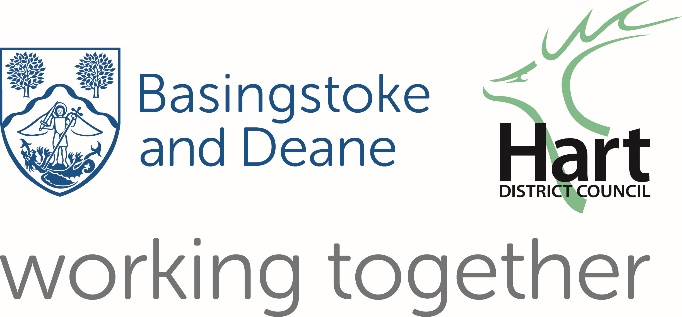 Basingstoke
and Deane
Hart
DISTRICT COUNCIL
working together